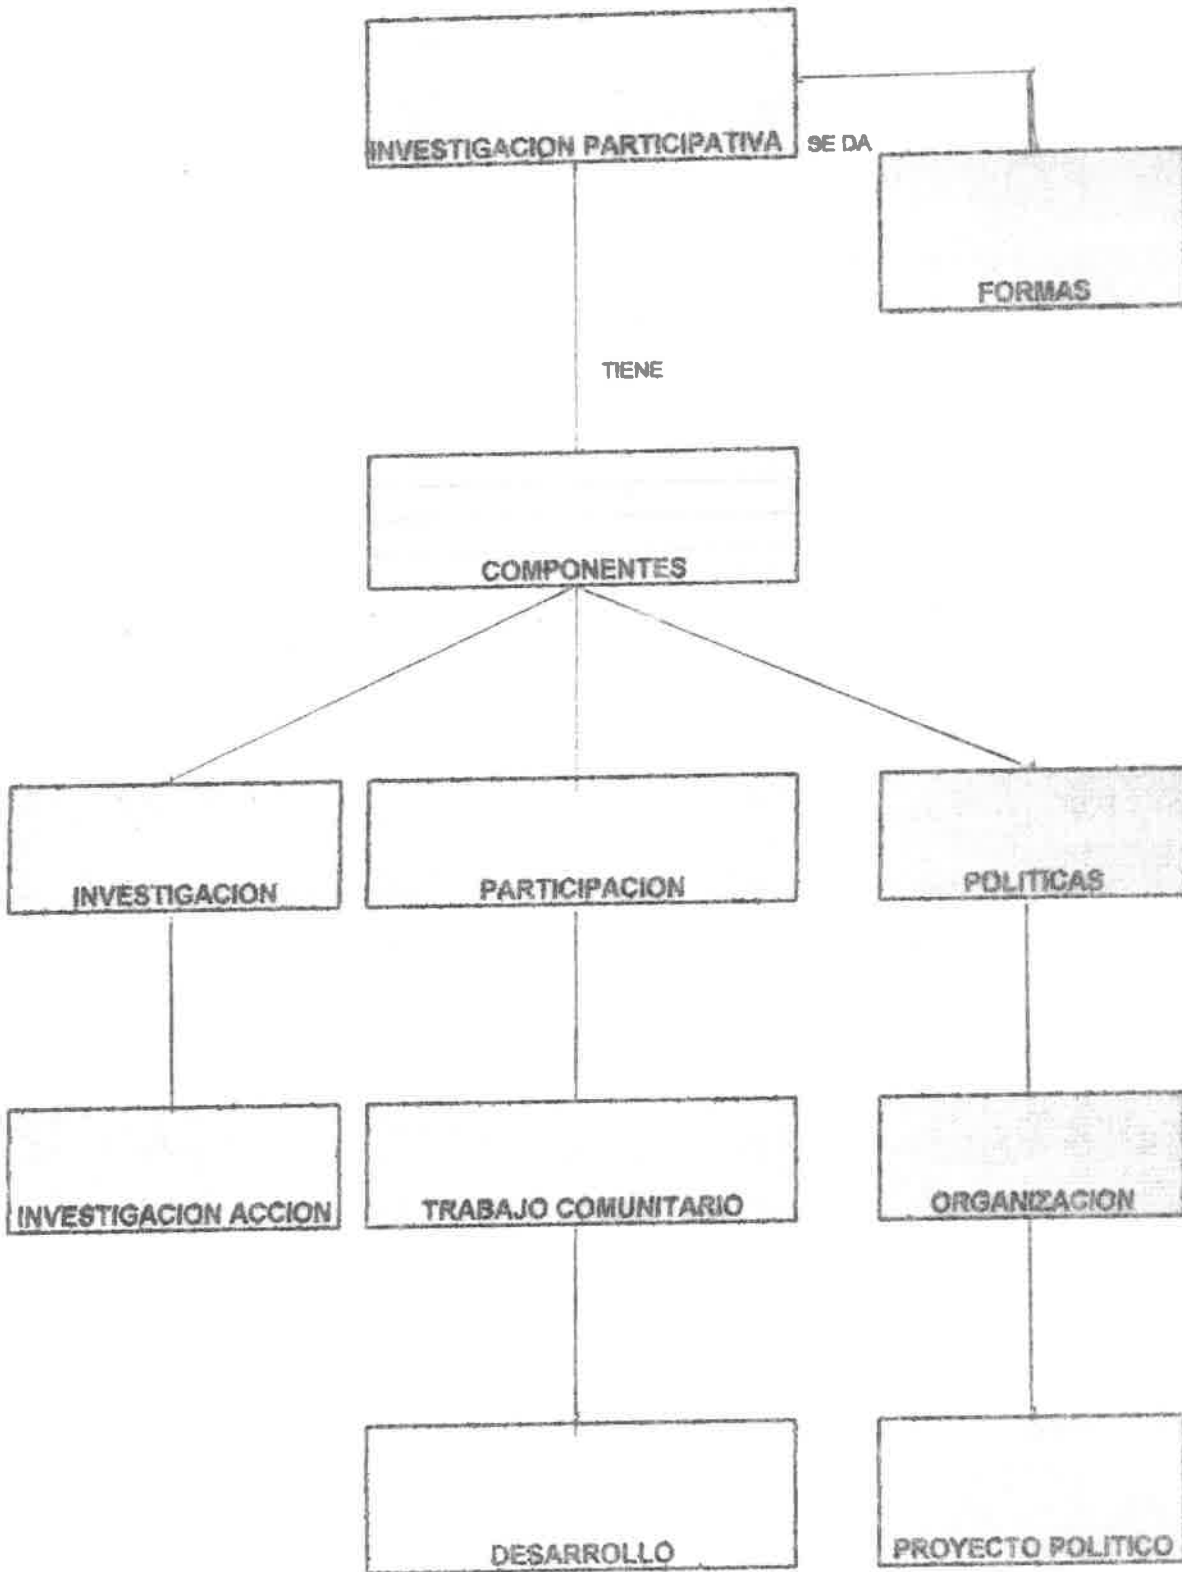 INVESTIGACION PARTICIPATIVA
SE DA
FORMAS
TIENE
COMPONENTES
INVESTIGACION
PARTICIPACION
POLITICAS
INVESTIGACION ACCION
TRABAJO COMUNITARIO
ORGANIZACION
DESARROLLO
PROYECTO POLITICO